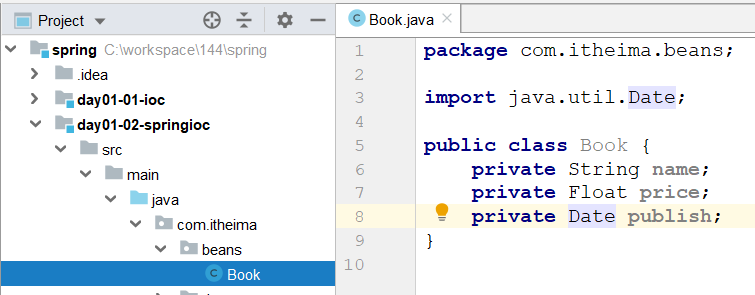 Project
spring C:\workspace\144\spring
.idea
day01-01-ioc
day01-02-springioc
src
main
java
com.itheima
beans
C Book
C Book.java
1 package com.itheima.beans;
2
3 import java.util.Date;
4
5 public class Book {
6 private String name;
7 private Float price;
8 private Date publish;
9 }
10